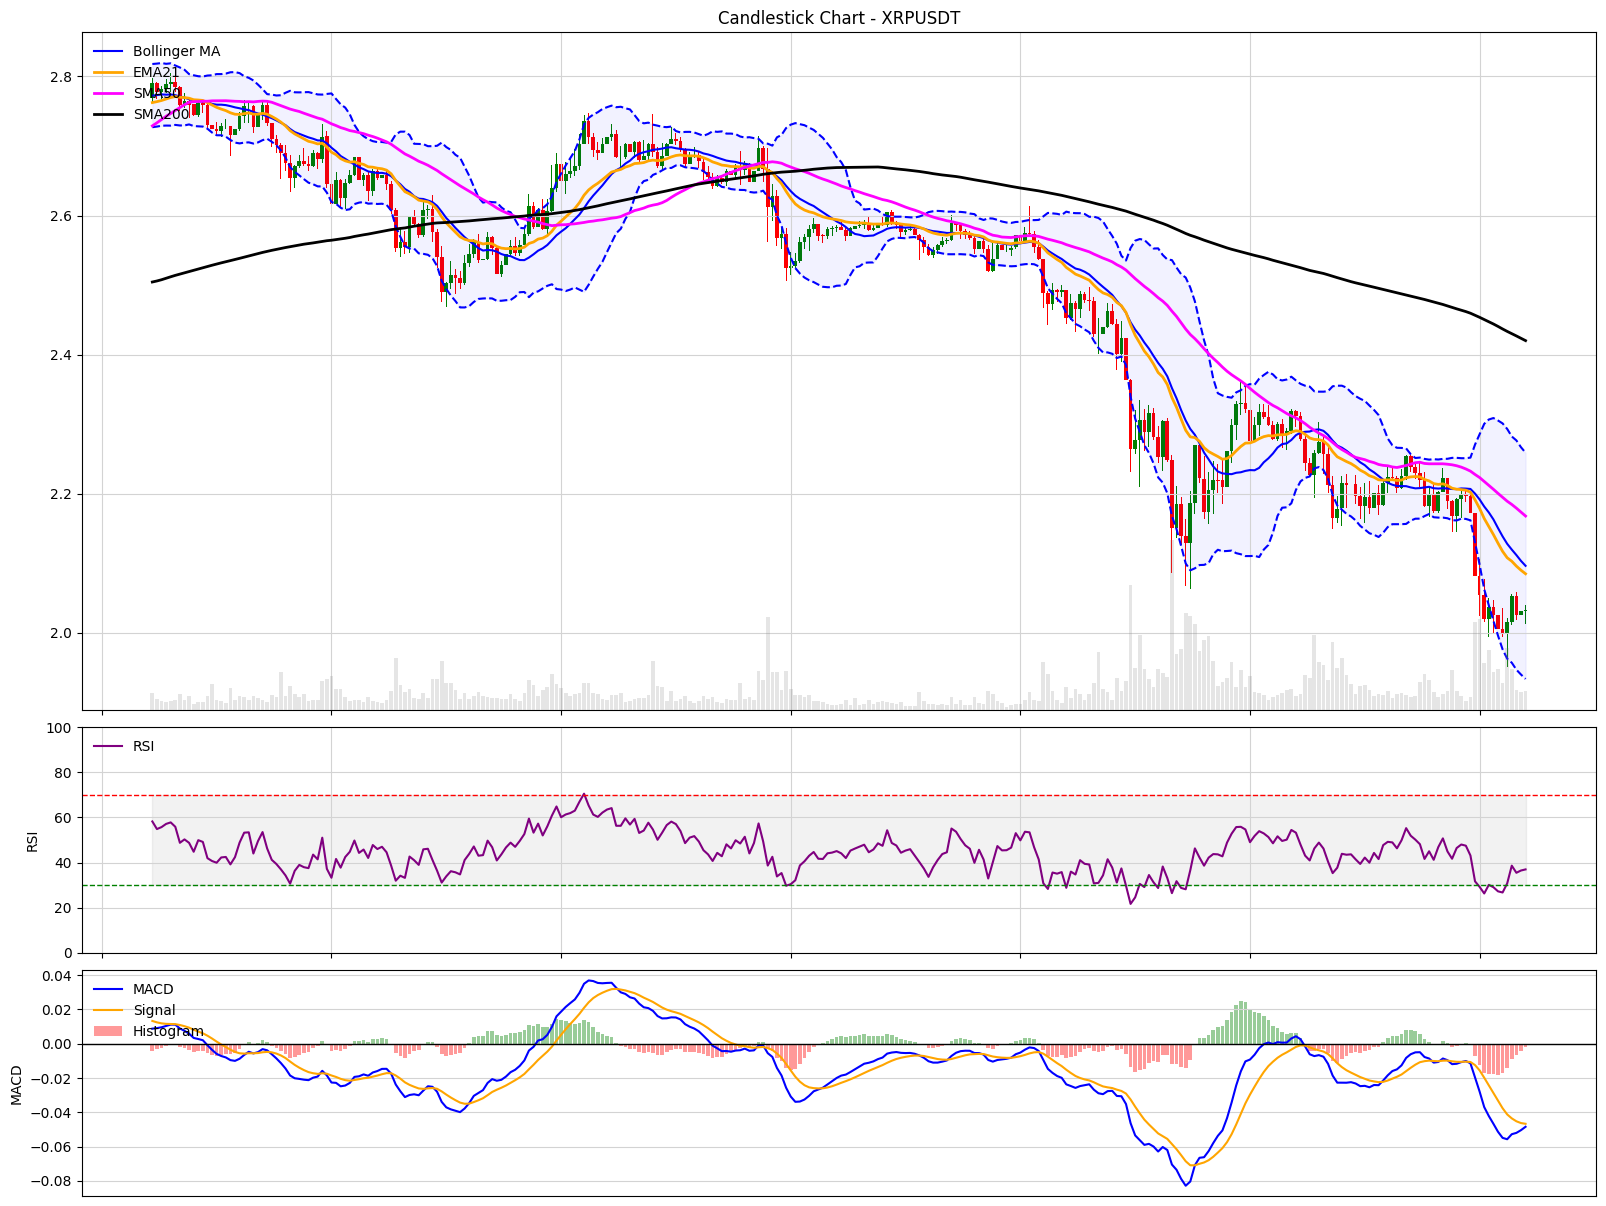 Candlestick Chart - XRPUSDT
Bollinger MA
EMA21
SMA50
SMA200
2.8
2.6
2.4
2.2
2.0
RSI
100
80
60
40
20
0
RSI
MACD
Signal
Histogram
0.04
0.02
0.00
−0.02
−0.04
−0.06
−0.08
MACD